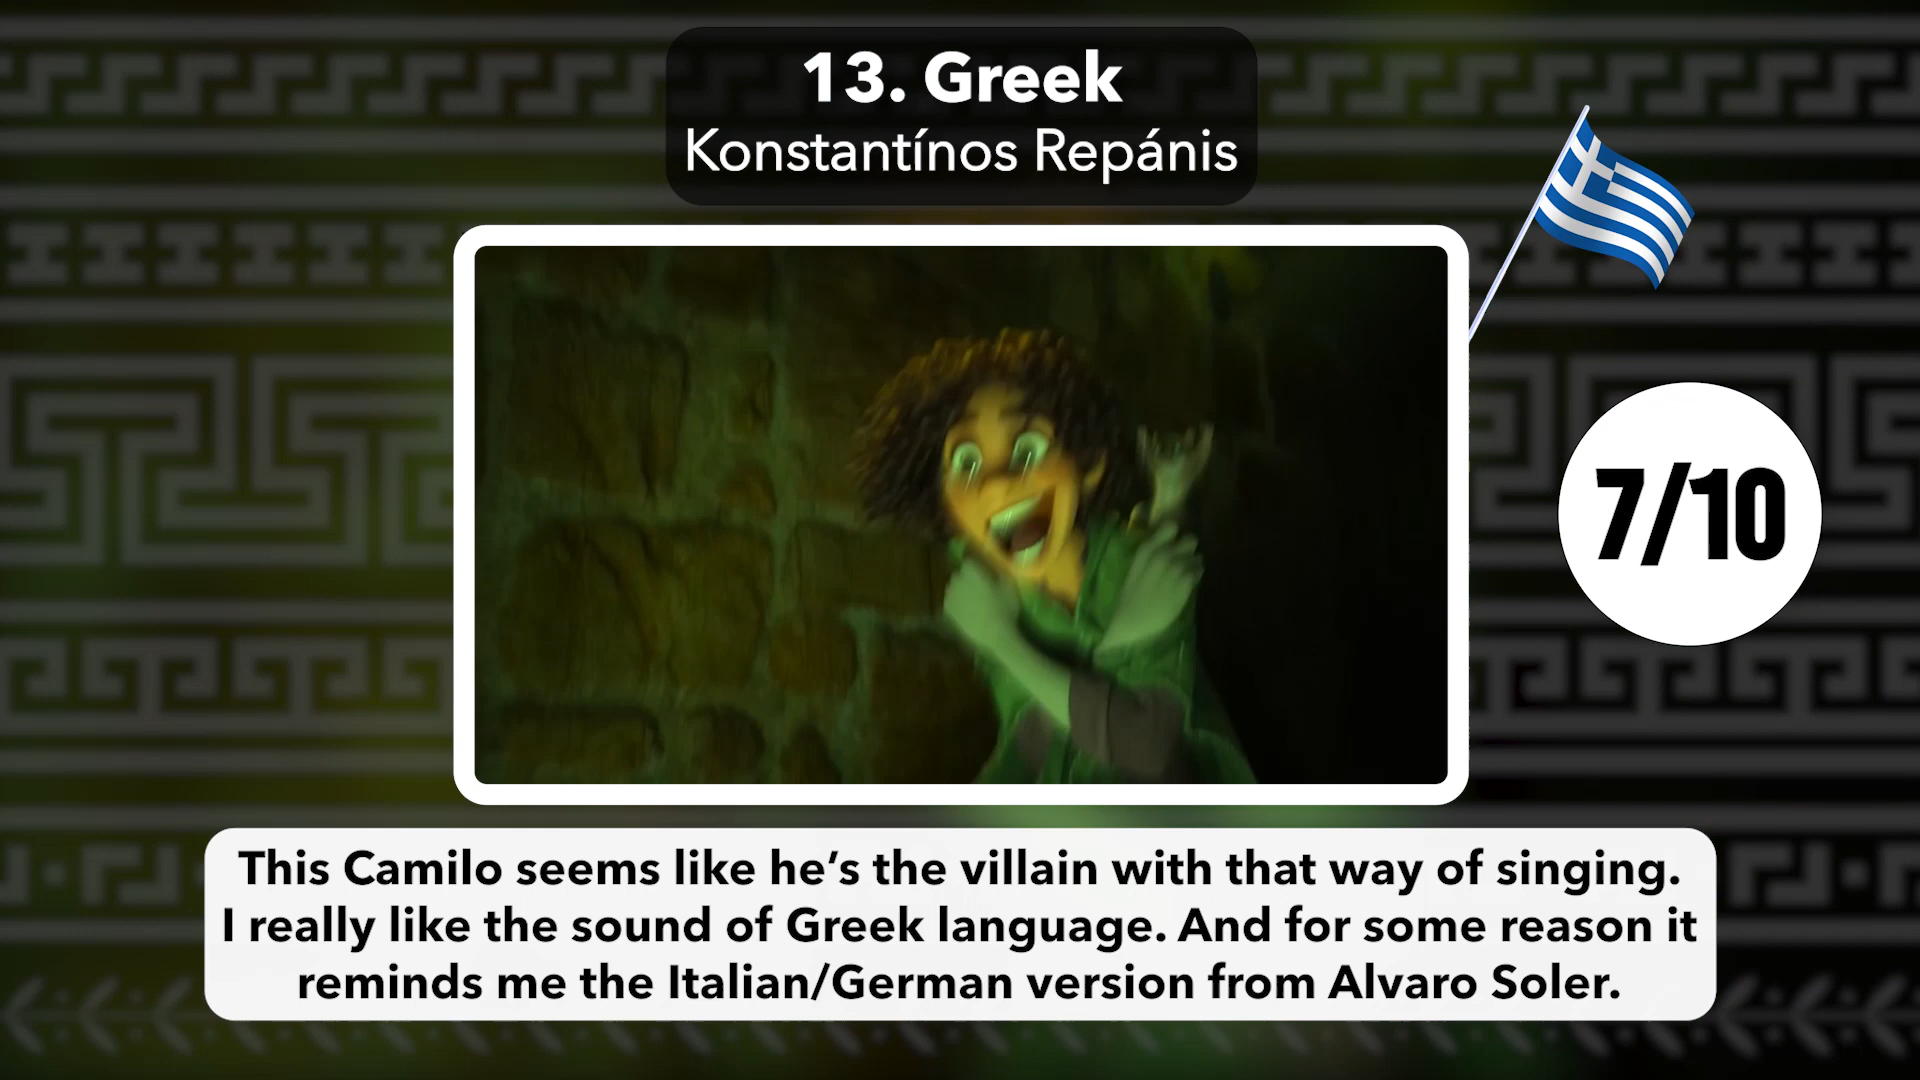 13. Greek
Konstantínos Repánis
7/10
This Camilo seems like he’s the villain with that way of singing.
I really like the sound of Greek language. And for some reason it
reminds me the Italian/German version from Alvaro Soler.